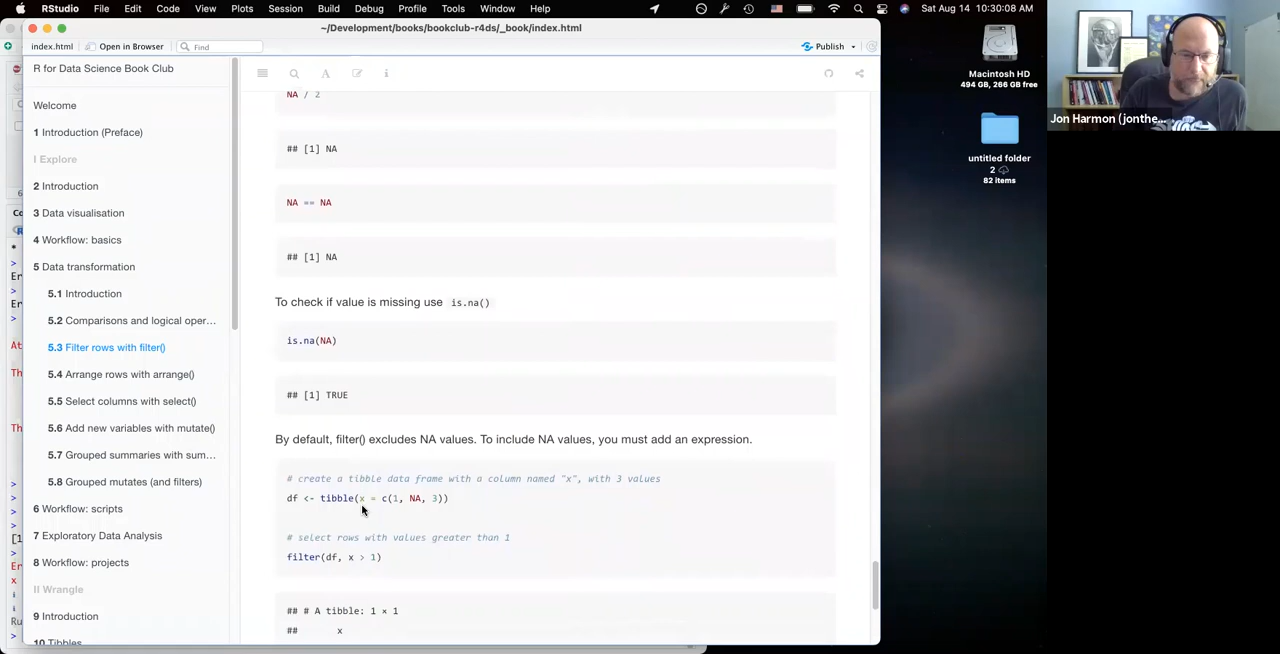 RStudio File Edit Code View Plots Session Build Debug Profile Tools Window Help Sat Aug 14 10:30:08 AM
~/Development/books/bookclub-r4ds/_book/index.html
index.html Open in Browser Find Publish
R for Data Science Book Club
Welcome
1 Introduction (Preface)
I Explore
2 Introduction
3 Data visualisation
4 Workflow: basics
5 Data transformation
5.1 Introduction
5.2 Comparisons and logical oper...
5.3 Filter rows with filter()
5.4 Arrange rows with arrange()
5.5 Select columns with select()
5.6 Add new variables with mutate()
5.7 Grouped summaries with sum...
5.8 Grouped mutates (and filters)
6 Workflow: scripts
7 Exploratory Data Analysis
8 Workflow: projects
II Wrangle
9 Introduction
10 Tibbles
NA / 2
## [1] NA
NA == NA
## [1] NA
To check if value is missing use is.na()
is.na(NA)
## [1] TRUE
By default, filter() excludes NA values. To include NA values, you must add an expression.
# create a tibble data frame with a column named "x", with 3 values
df <- tibble(x = c(1, NA, 3))
# select rows with values greater than 1
filter(df, x > 1)
## # A tibble: 1 × 1
## x
Macintosh HD
494 GB, 266 GB free
untitled folder
2
82 items
Jon Harmon (jonthe...